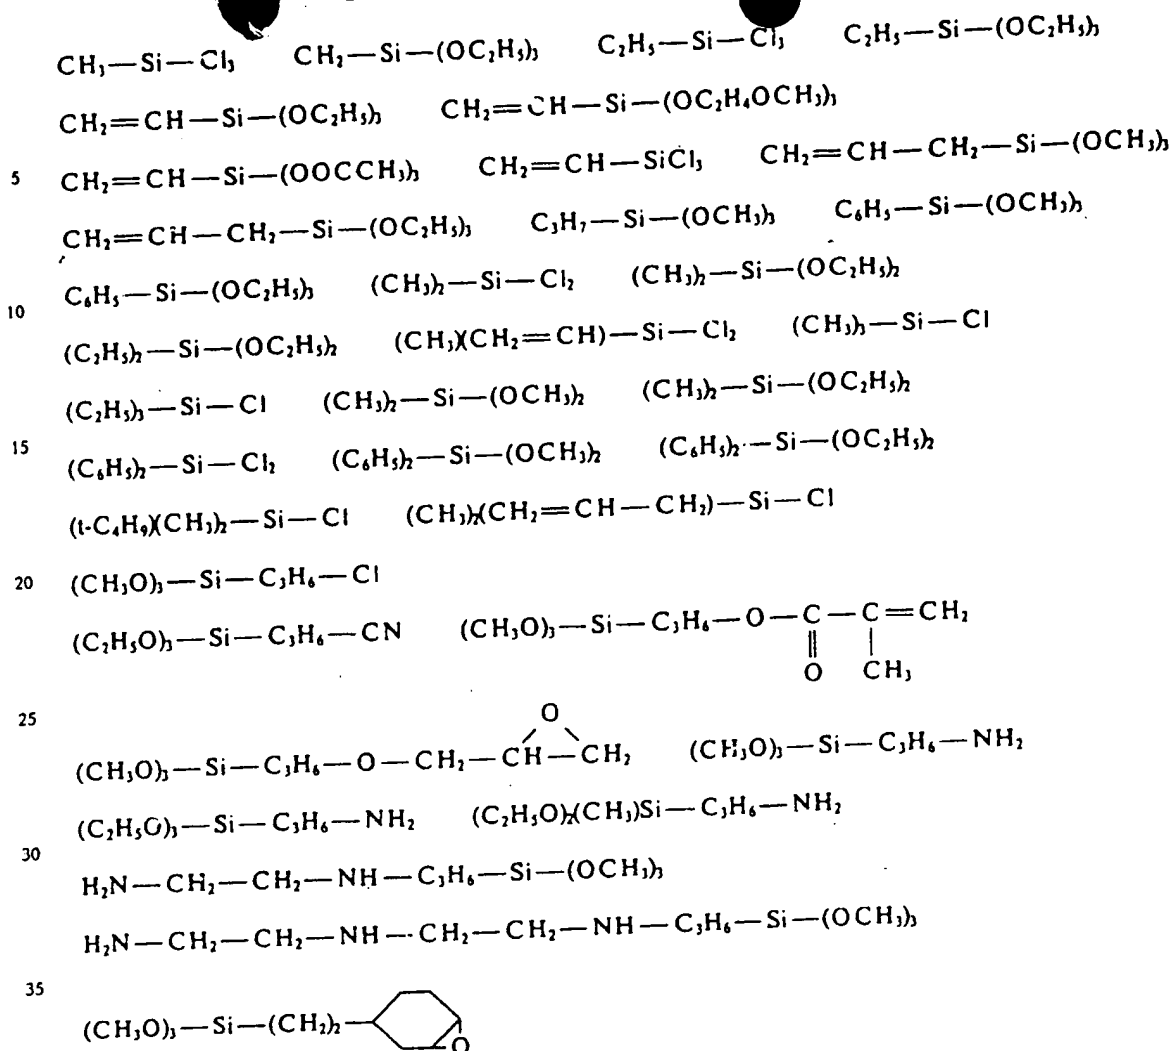 CH₃—Si—Cl₃ CH₂—Si—(OC₂H₅)₃ C₂H₅—Si—Cl₃ C₂H₅—Si—(OC₂H₅)₃
CH₂=CH—Si—(OC₂H₅)₃ CH₂=CH—Si—(OC₂H₄OCH₃)₃
5 CH₂=CH—Si—(OOCCH₃)₃ CH₂=CH—SiCl₃ CH₂=CH—CH₂—Si—(OCH₃)₃
CH₂=CH—CH₂—Si—(OC₂H₅)₃ C₃H₇—Si—(OCH₃)₃ C₆H₅—Si—(OCH₃)₃
C₆H₅—Si—(OC₂H₅)₃ (CH₃)₂—Si—Cl₂ (CH₃)₂—Si—(OC₂H₅)₂
10
(C₂H₅)₂—Si—(OC₂H₅)₂ (CH₃)(CH₂=CH)—Si—Cl₂ (CH₃)₃—Si—Cl
(C₂H₅)₃—Si—Cl (CH₃)₂—Si—(OCH₃)₂ (CH₃)₂—Si—(OC₂H₅)₂
15
(C₆H₅)₂—Si—Cl₂ (C₆H₅)₂—Si—(OCH₃)₂ (C₆H₅)₂—Si—(OC₂H₅)₂
(t-C₄H₉)(CH₃)₂—Si—Cl (CH₃)₂(CH₂=CH—CH₂)—Si—Cl
20 (CH₃O)₃—Si—C₃H₆—Cl
(C₂H₅O)₃—Si—C₃H₆—CN (CH₃O)₃—Si—C₃H₆—O—C—C=CH₂
O CH₃
25 O
(CH₃O)₃—Si—C₃H₆—O—CH₂—CH—CH₂ (CH₃O)₃—Si—C₃H₆—NH₂
(C₂H₅O)₃—Si—C₃H₆—NH₂ (C₂H₅O)₂(CH₃)Si—C₃H₆—NH₂
30
H₂N—CH₂—CH₂—NH—C₃H₆—Si—(OCH₃)₃
H₂N—CH₂—CH₂—NH—CH₂—CH₂—NH—C₃H₆—Si—(OCH₃)₃
35
(CH₃O)₃—Si—(CH₂)₂—
O